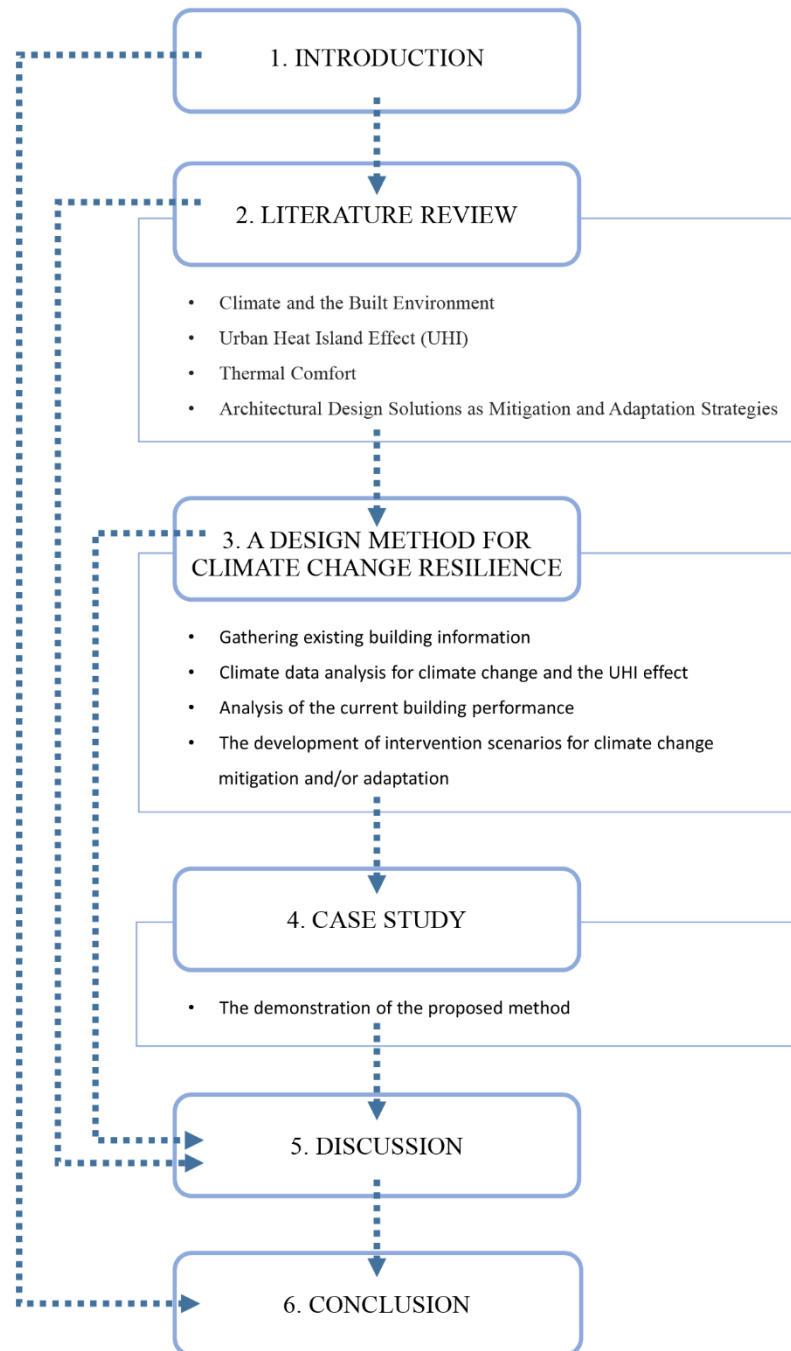 1. INTRODUCTION
2. LITERATURE REVIEW
• Climate and the Built Environment
• Urban Heat Island Effect (UHI)
• Thermal Comfort
• Architectural Design Solutions as Mitigation and Adaptation Strategies
3. A DESIGN METHOD FOR
CLIMATE CHANGE RESILIENCE
• Gathering existing building information
• Climate data analysis for climate change and the UHI effect
• Analysis of the current building performance
• The development of intervention scenarios for climate change
mitigation and/or adaptation
4. CASE STUDY
• The demonstration of the proposed method
5. DISCUSSION
6. CONCLUSION